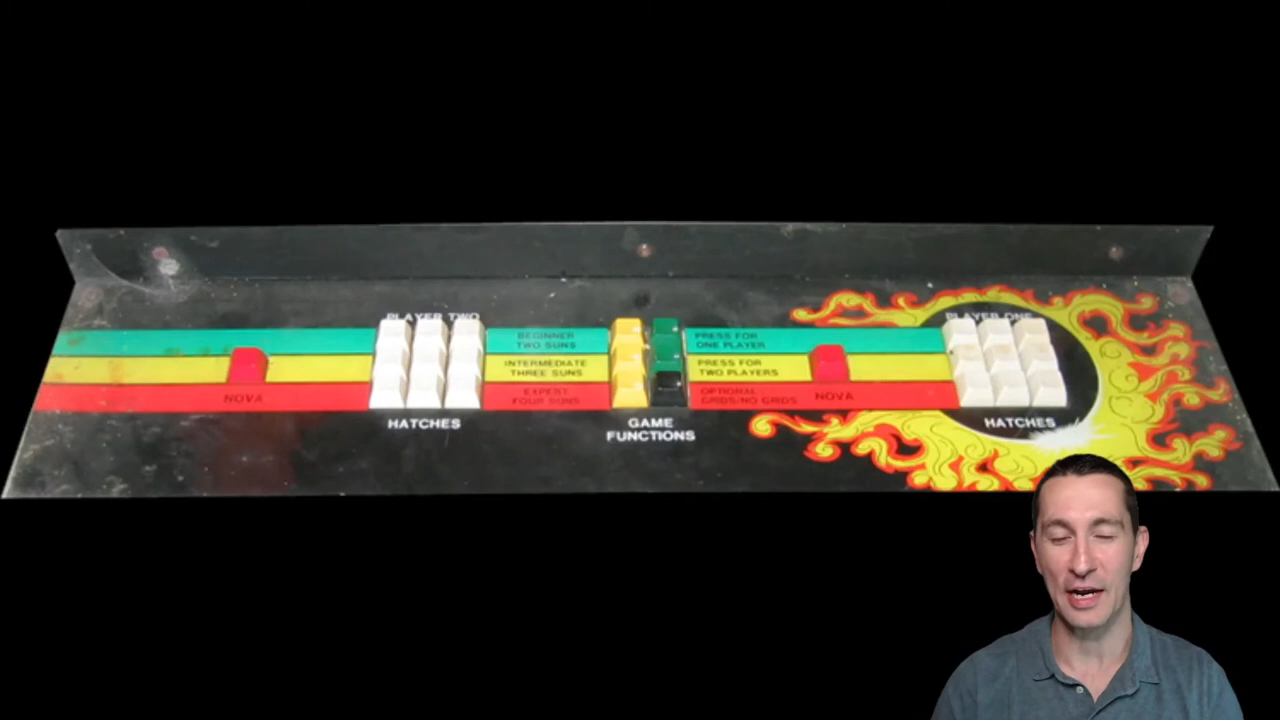 PLAYER TWO
BEGINNER
TWO SUNS
INTERMEDIATE
THREE SUNS
EXPERT
FOUR SUNS
NOVA
HATCHES
GAME
FUNCTIONS
PRESS FOR
ONE PLAYER
PRESS FOR
TWO PLAYERS
OPTIONAL
GRIDS/NO GRIDS
NOVA
PLAYER ONE
HATCHES